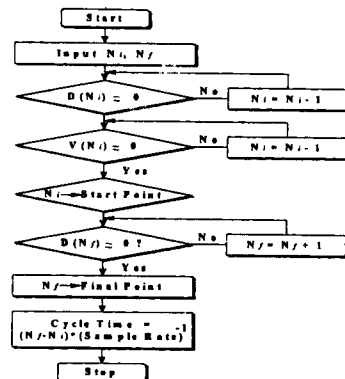 Start
Input Ni, Nf
D(Ni) ≈ 0
No
Ni = Ni - 1
V(Ni) ≈ 0
No
Ni = Ni - 1
Yes
Ni→Start Point
D(Nf) ≈ 0 ?
No
Nf = Nf + 1
Yes
Nf→Final Point
Cycle Time =
(Nf-Ni)*(Sample Rate)⁻¹
Stop